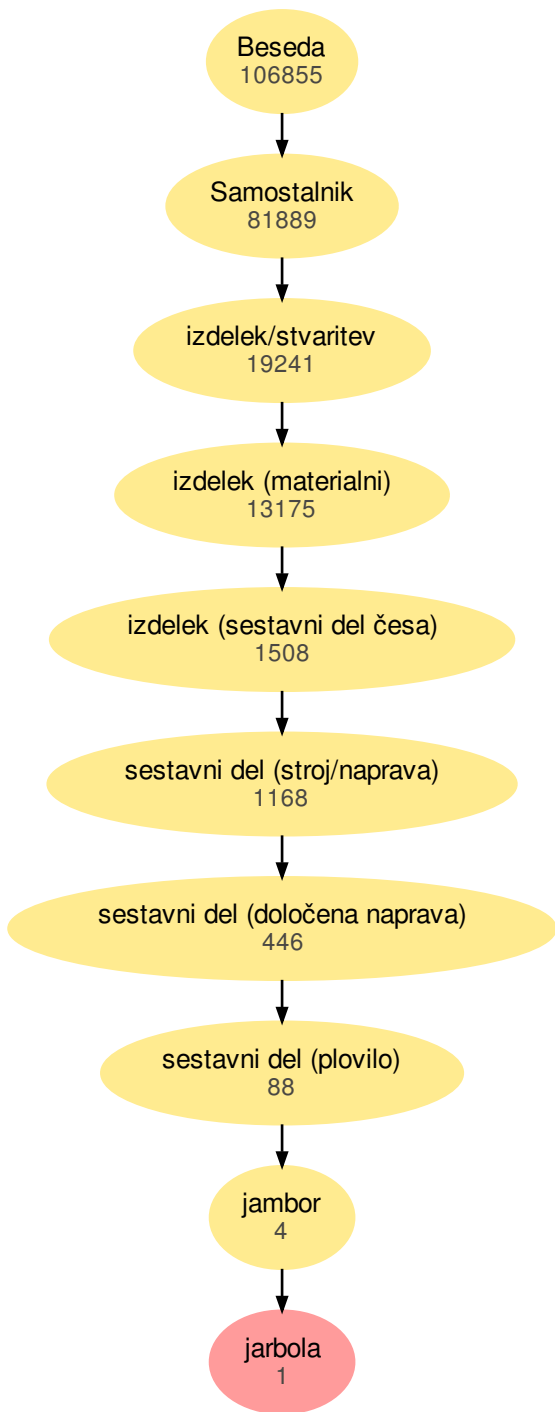 Beseda
106855
Samostalnik
81889
izdelek/stvaritev
19241
izdelek (materialni)
13175
izdelek (sestavni del česa)
1508
sestavni del (stroj/naprava)
1168
sestavni del (določena naprava)
446
sestavni del (plovilo)
88
jambor
4
jarbola
1